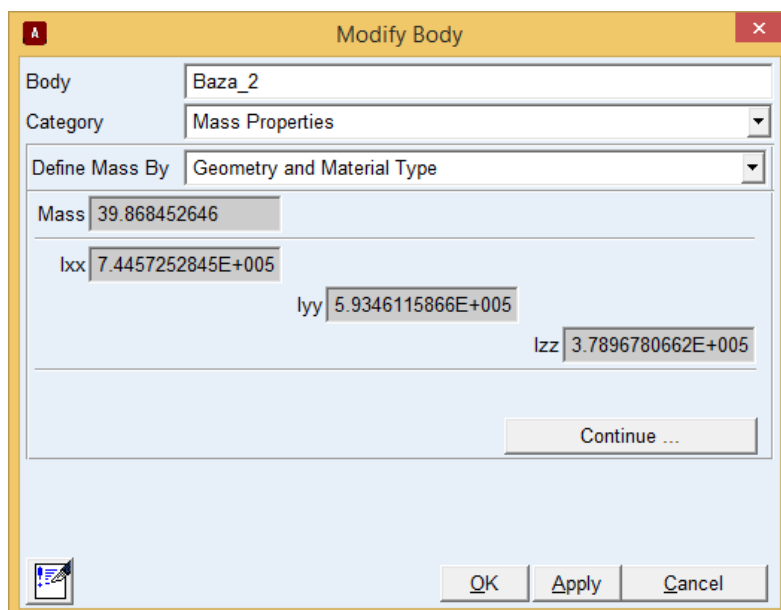 A
Modify Body
Body Baza_2
Category Mass Properties
Define Mass By Geometry and Material Type
Mass 39.868452646
Ixx 7.4457252845E+005
Iyy 5.9346115866E+005
Izz 3.7896780662E+005
Continue ...
OK Apply Cancel